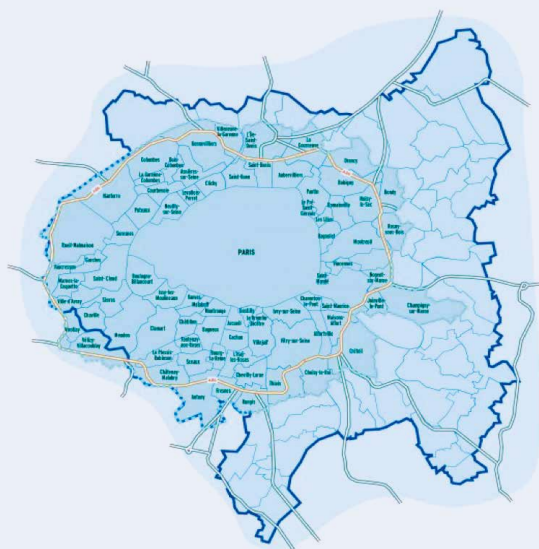 Villeneuve-
la-Garenne
L'Île-
Saint-
Denis
La
Courneuve
Gennevilliers
Saint-Denis
Drancy
Colombes
Bois-
Colombes
Asnières-
sur-Seine
La Garenne-
Colombes
Clichy
Saint-Ouen
Aubervilliers
Bobigny
Courbevoie
Levallois-
Perret
Nanterre
Pantin
Noisy-
le-Sec
Bondy
Puteaux
Neuilly-
sur-Seine
Le Pré-
Saint-
Gervais
Romainville
Les Lilas
Rosny-
sous-Bois
Suresnes
Bagnolet
Montreuil
Rueil-Malmaison
PARIS
Garches
Vaucresson
Saint-Cloud
Vincennes
Marnes-la-
Coquette
Boulogne-
Billancourt
Saint-
Mandé
Nogent-
sur-Marne
Ville d'Avray
Sèvres
Issy-les-
Moulineaux
Vanves
Malakoff
Montrouge
Gentilly
Le Kremlin-
Bicêtre
Ivry-sur-Seine
Charenton-
le-Pont
Saint-Maurice
Joinville-
le-Pont
Champigny-
sur-Marne
Chaville
Maisons-
Alfort
Meudon
Clamart
Châtillon
Bagneux
Arcueil
Cachan
Villejuif
Vitry-sur-Seine
Alfortville
Vélizy-
Villacoublay
Fontenay-
aux-Roses
Créteil
Le Plessis-
Robinson
Sceaux
Bourg-
la-Reine
L'Haÿ-
les-Roses
Châtenay-
Malabry
Chevilly-Larue
Thiais
Choisy-le-Roi
Antony
Fresnes
Rungis